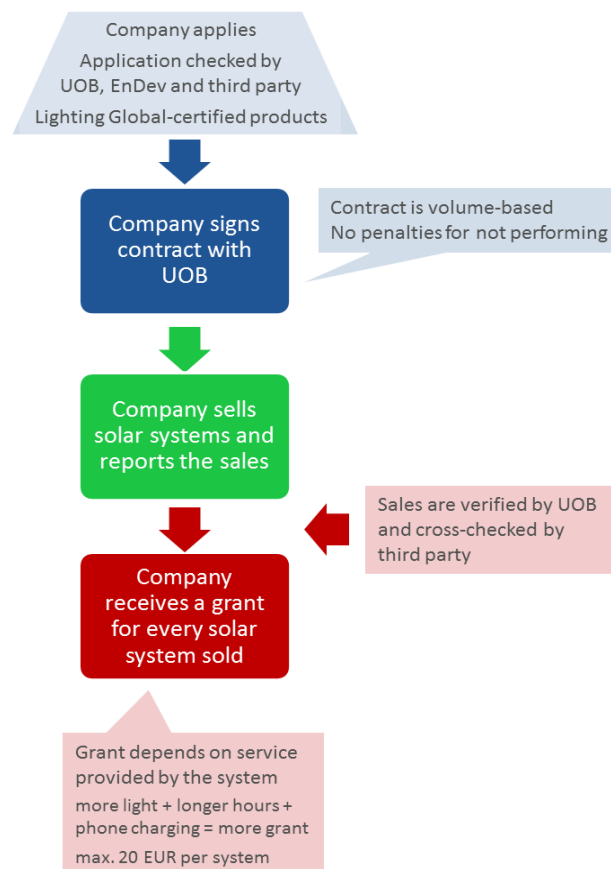 Company applies
Application checked by
UOB, EnDev and third party
Lighting Global-certified products
Company signs
contract with
UOB
Contract is volume-based
No penalties for not performing
Company sells
solar systems and
reports the sales
Sales are verified by UOB
and cross-checked by
third party
Company
receives a grant
for every solar
system sold
Grant depends on service
provided by the system
more light + longer hours +
phone charging = more grant
max. 20 EUR per system